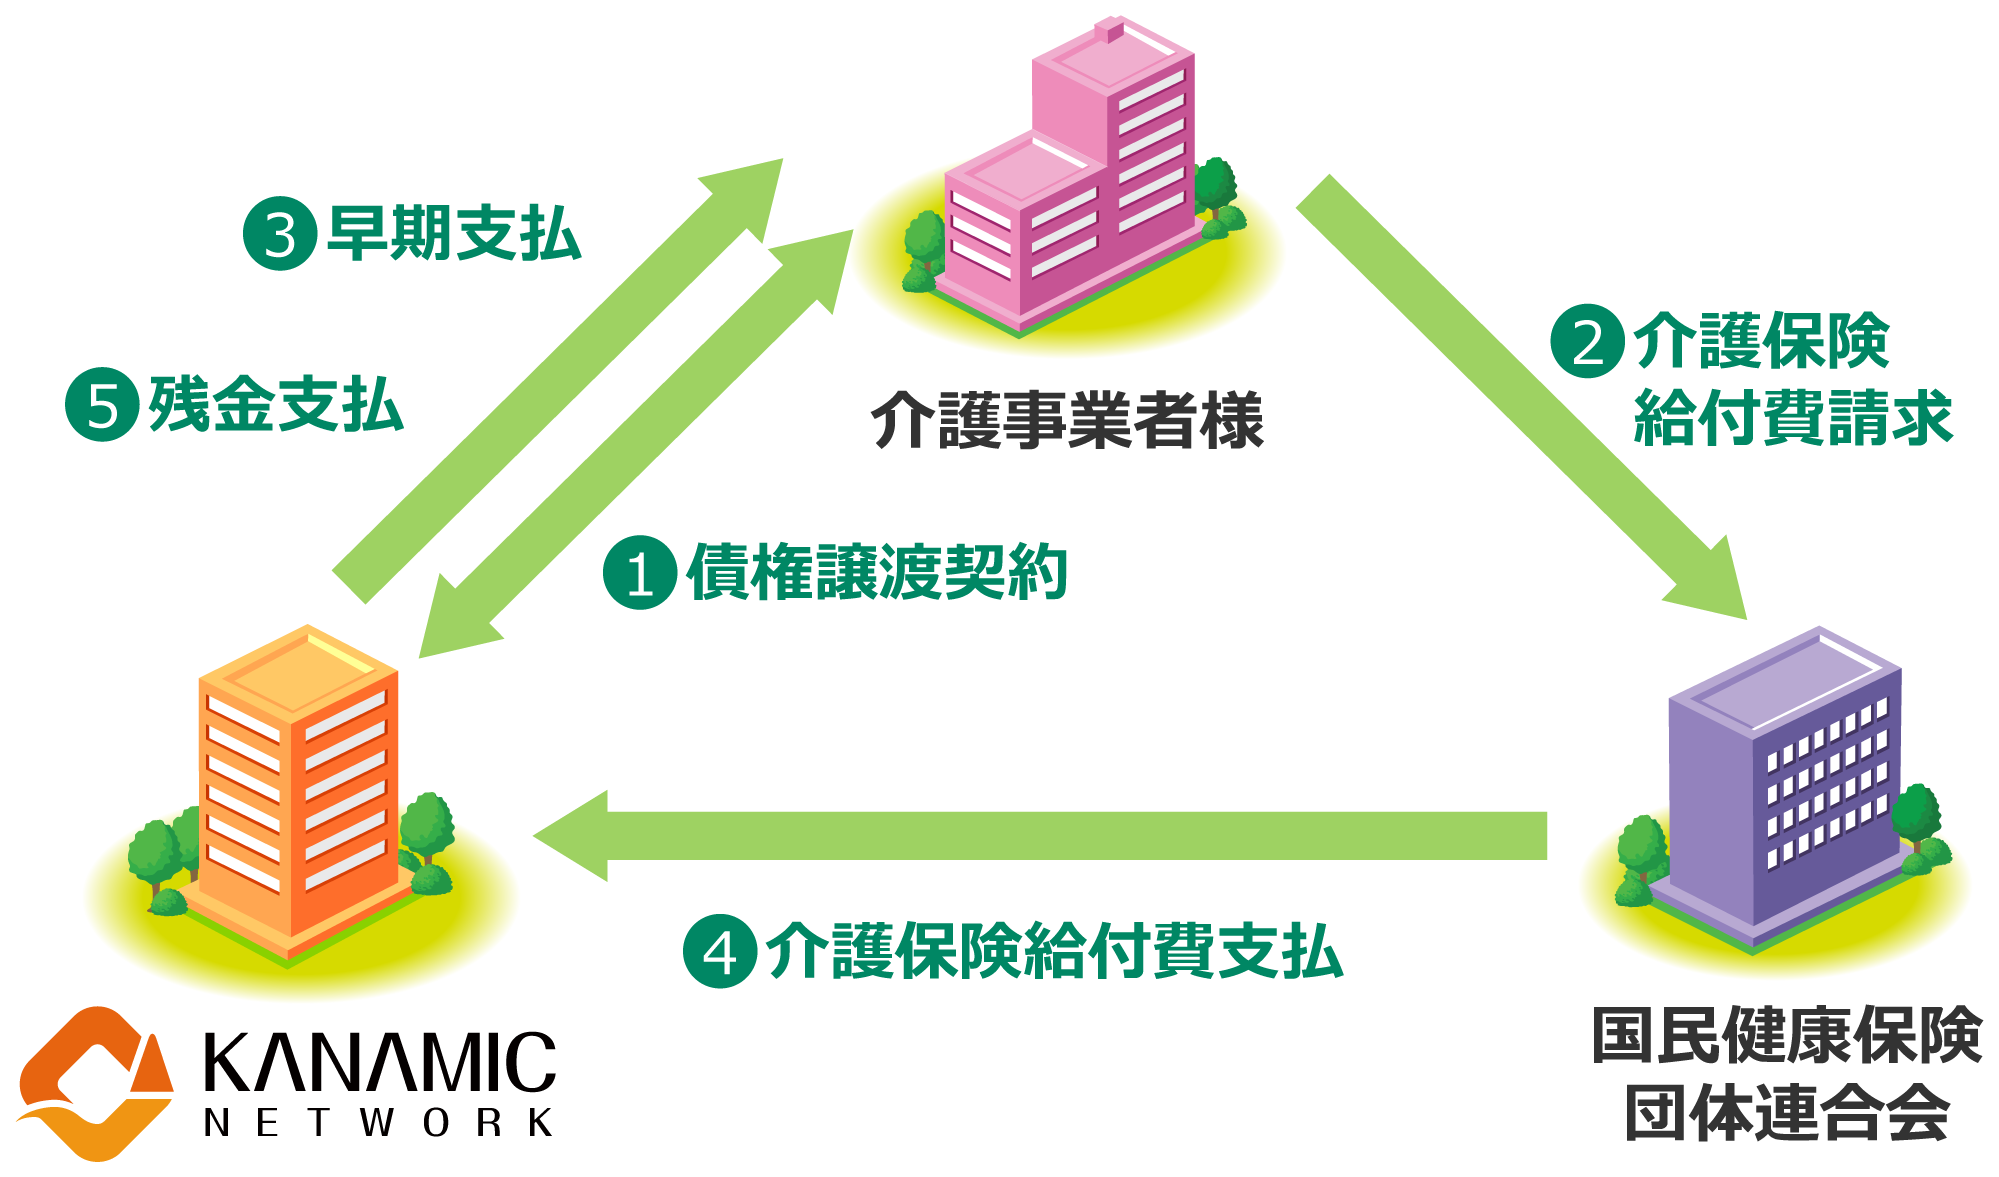 ❸早期支払
❷介護保険
給付費請求
❺残金支払
介護事業者様
❶債権譲渡契約
❹介護保険給付費支払
KANAMIC
NETWORK
国民健康保険
団体連合会